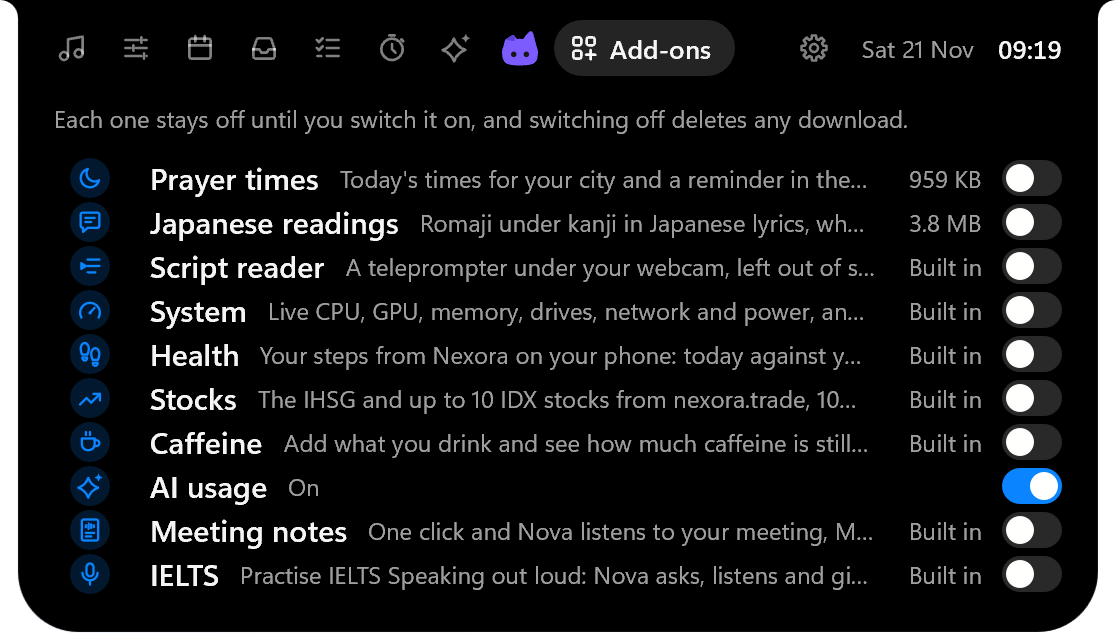 Add-ons Sat 21 Nov 09:19
Each one stays off until you switch it on, and switching off deletes any download.
Prayer times Today's times for your city and a reminder in the... 959 KB
Japanese readings Romaji under kanji in Japanese lyrics, wh... 3.8 MB
Script reader A teleprompter under your webcam, left out of s... Built in
System Live CPU, GPU, memory, drives, network and power, an... Built in
Health Your steps from Nexora on your phone: today against y... Built in
Stocks The IHSG and up to 10 IDX stocks from nexora.trade, 10... Built in
Caffeine Add what you drink and see how much caffeine is still... Built in
AI usage On
Meeting notes One click and Nova listens to your meeting, M... Built in
IELTS Practise IELTS Speaking out loud: Nova asks, listens and gi... Built in